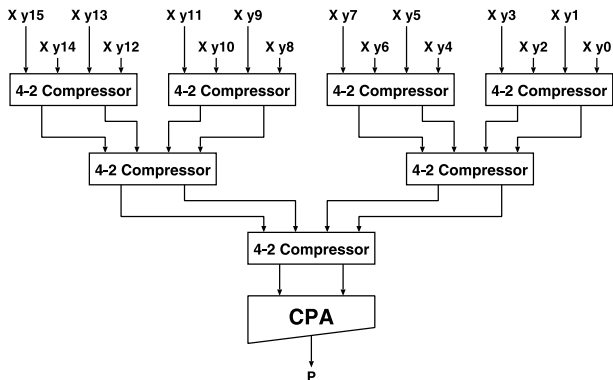 X y15 X y13 X y11 X y9 X y7 X y5 X y3 X y1
X y14 X y12 X y10 X y8 X y6 X y4 X y2 X y0
4-2 Compressor 4-2 Compressor 4-2 Compressor 4-2 Compressor
4-2 Compressor 4-2 Compressor
4-2 Compressor
CPA
P